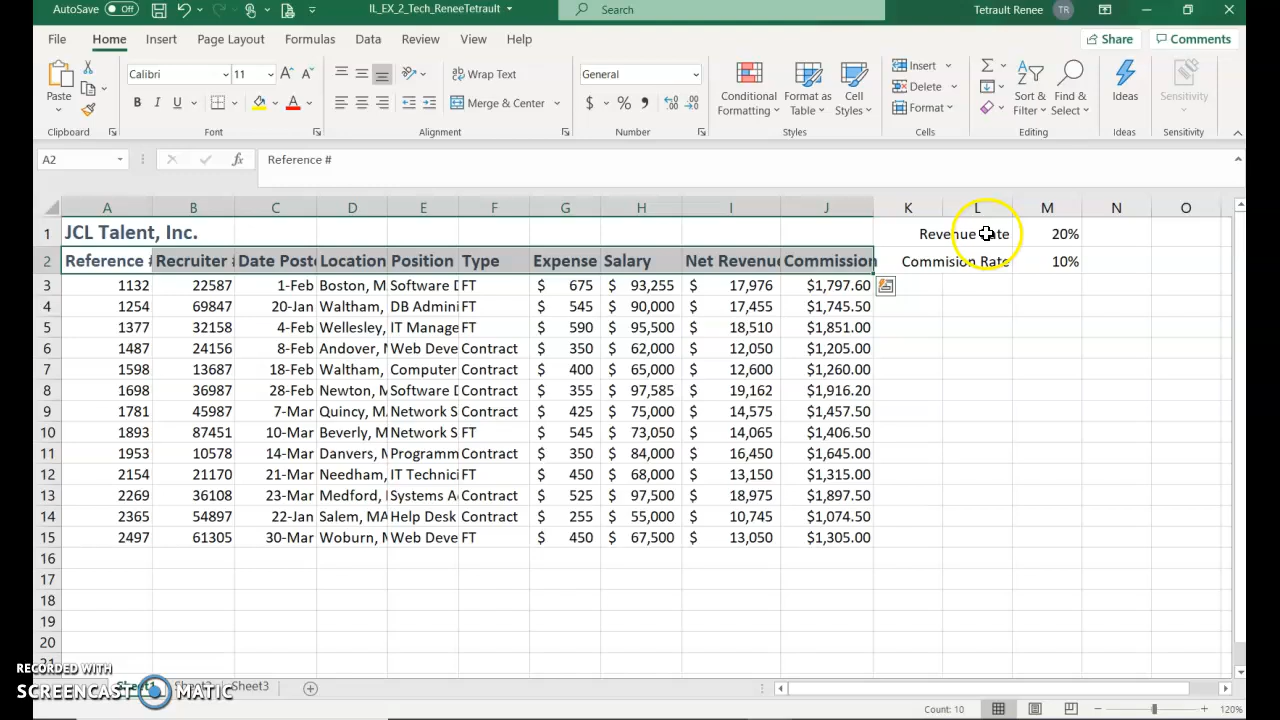 AutoSave Off IL_EX_2_Tech_ReneeTetrault Search Tetrault Renee TR
File Home Insert Page Layout Formulas Data Review View Help Share Comments
Calibri 11 Wrap Text General Insert
Paste B I U Merge & Center $ % Conditional Formatting Format as Table Cell Styles Delete Format Sort & Filter Find & Select Ideas Sensitivity
Clipboard Font Alignment Number Styles Cells Editing Ideas Sensitivity
A2 fx Reference #
A B C D E F G H I J K L M N O
1 JCL Talent, Inc. Revenue Rate 20%
2 Reference # Recruiter # Date Poste Location Position Type Expense Salary Net Revenu Commission Commision Rate 10%
3 1132 22587 1-Feb Boston, M Software D FT $ 675 $ 93,255 $ 17,976 $1,797.60
4 1254 69847 20-Jan Waltham, DB Admini FT $ 545 $ 90,000 $ 17,455 $1,745.50
5 1377 32158 4-Feb Wellesley, IT Manage FT $ 590 $ 95,500 $ 18,510 $1,851.00
6 1487 24156 8-Feb Andover, M Web Deve Contract $ 350 $ 62,000 $ 12,050 $1,205.00
7 1598 13687 18-Feb Waltham, Computer Contract $ 400 $ 65,000 $ 12,600 $1,260.00
8 1698 36987 28-Feb Newton, M Software D Contract $ 355 $ 97,585 $ 19,162 $1,916.20
9 1781 45987 7-Mar Quincy, M Network S Contract $ 425 $ 75,000 $ 14,575 $1,457.50
10 1893 87451 10-Mar Beverly, M Network S FT $ 545 $ 73,050 $ 14,065 $1,406.50
11 1953 10578 14-Mar Danvers, M Programm Contract $ 350 $ 84,000 $ 16,450 $1,645.00
12 2154 21170 21-Mar Needham, IT Technici FT $ 450 $ 68,000 $ 13,150 $1,315.00
13 2269 36108 23-Mar Medford, Systems A Contract $ 525 $ 97,500 $ 18,975 $1,897.50
14 2365 54897 22-Jan Salem, MA Help Desk Contract $ 255 $ 55,000 $ 10,745 $1,074.50
15 2497 61305 30-Mar Woburn, M Web Deve FT $ 450 $ 67,500 $ 13,050 $1,305.00
16
17
18
19
20
21
RECORDED WITH
SCREENCAST MATIC
Sheet3
Count: 10 120%